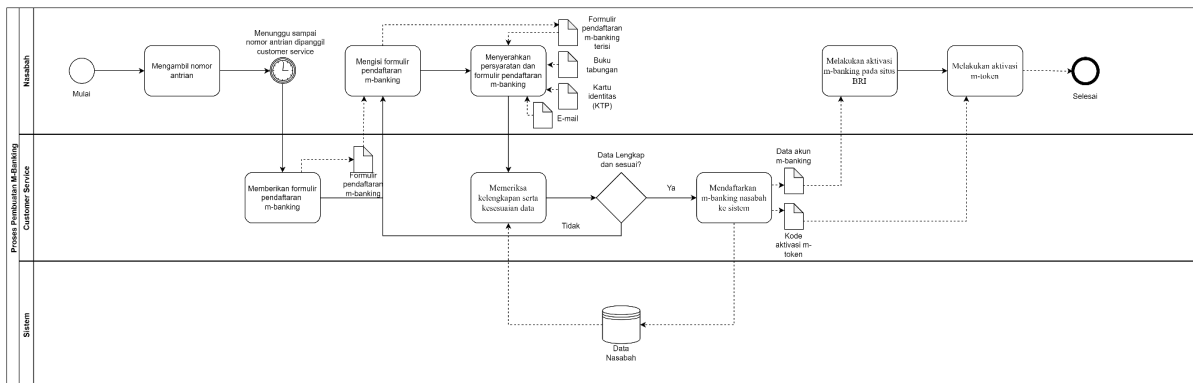 Proses Pembuatan M-Banking
Nasabah
Mulai
Mengambil nomor
antrian
Menunggu sampai
nomor antrian dipanggil
customer service
Mengisi formulir
pendaftaran
m-banking
Menyerahkan
persyaratan dan
formulir pendaftaran
m-banking
Formulir
pendaftaran
m-banking
terisi
Buku
tabungan
Kartu
identitas
(KTP)
E-mail
Melakukan aktivasi
m-banking pada situs
BRI
Melakukan aktivasi
m-token
Selesai
Customer Service
Memberikan formulir
pendaftaran
m-banking
Formulir
pendaftaran
m-banking
Memeriksa
kelengkapan serta
kesesuaian data
Data Lengkap
dan sesuai?
Ya
Tidak
Mendaftarkan
m-banking nasabah
ke sistem
Data akun
m-banking
Kode
aktivasi m-
token
Sistem
Data
Nasabah